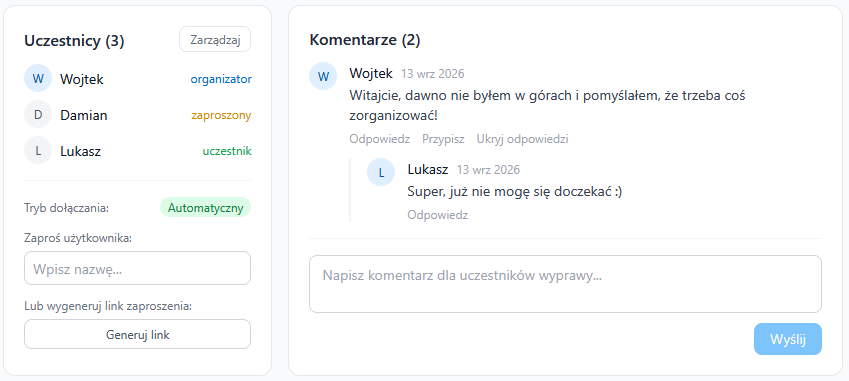 Uczestnicy (3)
Zarządzaj
W
Wojtek
organizator
D
Damian
zaproszony
L
Lukasz
uczestnik
Tryb dołączania:
Automatyczny
Zaproś użytkownika:
Wpisz nazwę...
Lub wygeneruj link zaproszenia:
Generuj link
Komentarze (2)
W
Wojtek 13 wrz 2026
Witajcie, dawno nie byłem w górach i pomyślałem, że trzeba coś
zorganizować!
Odpowiedz Przypisz Ukryj odpowiedzi
L
Lukasz 13 wrz 2026
Super, już nie mogę się doczekać :)
Odpowiedz
Napisz komentarz dla uczestników wyprawy...
Wyślij